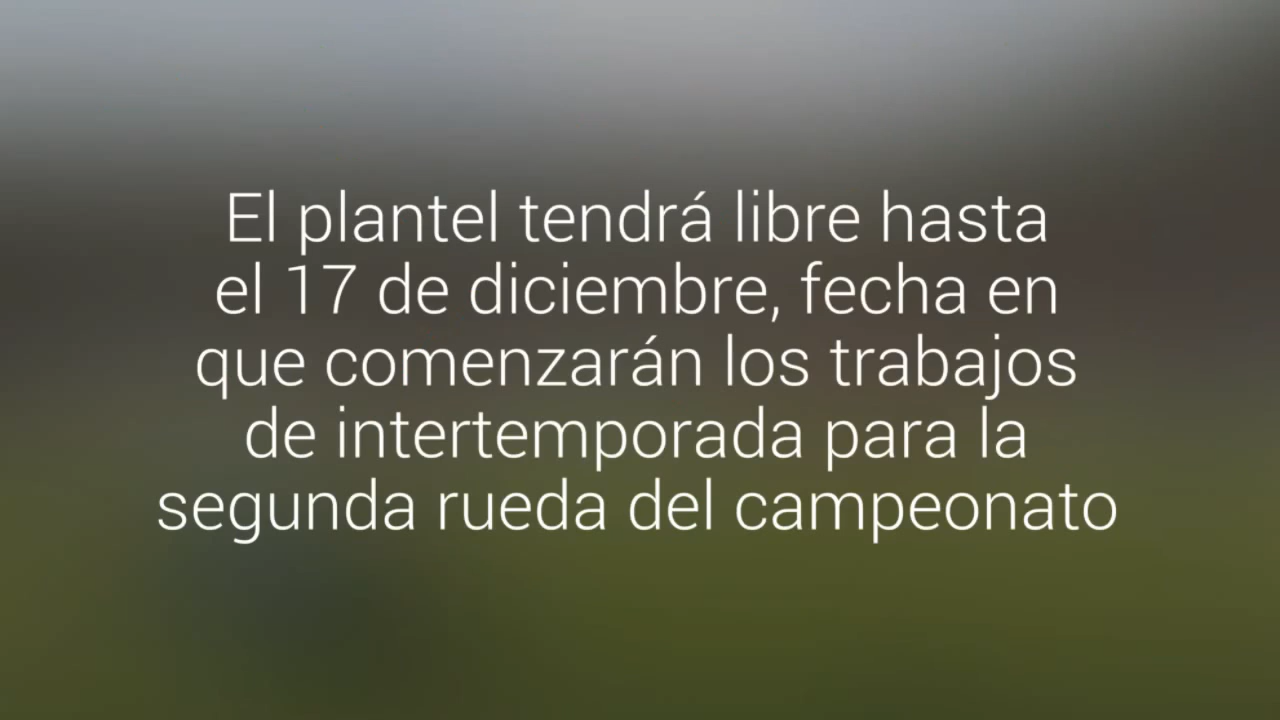 El plantel tendrá libre hasta
el 17 de diciembre, fecha en
que comenzarán los trabajos
de intertemporada para la
segunda rueda del campeonato